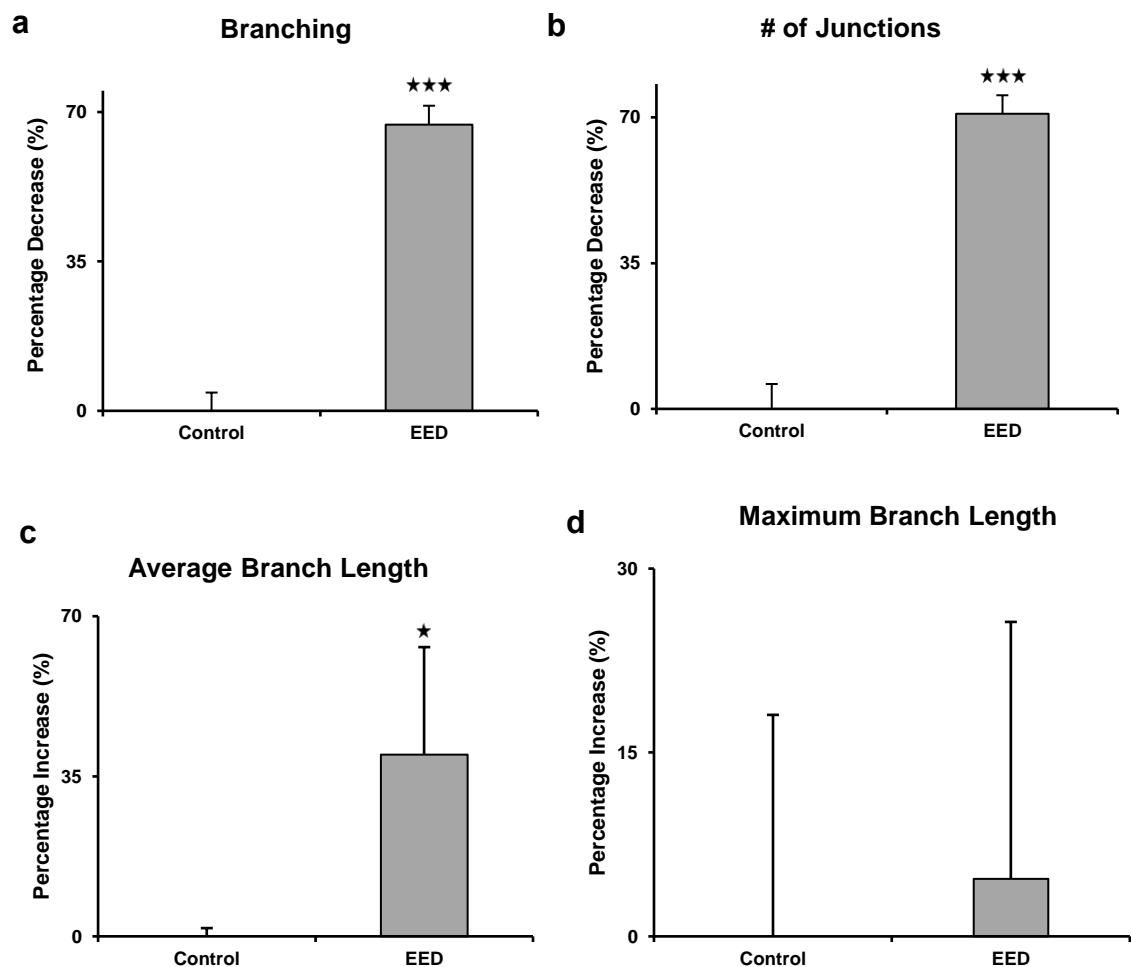 a
Branching
Percentage Decrease (%)
70
35
0
★★★
Control
EED
b
# of Junctions
Percentage Decrease (%)
70
35
0
★★★
Control
EED
c
Average Branch Length
Percentage Increase (%)
70
35
0
★
Control
EED
d
Maximum Branch Length
Percentage Increase (%)
30
15
0
Control
EED